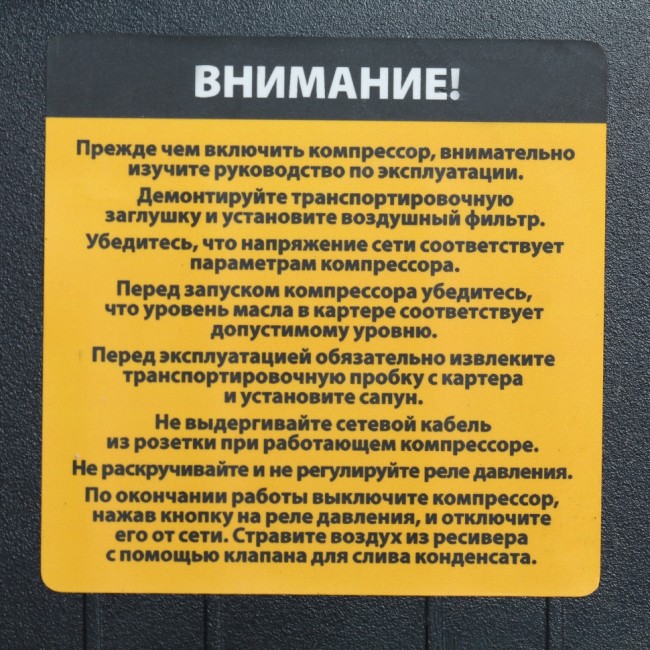 ВНИМАНИЕ!
Прежде чем включить компрессор, внимательно
изучите руководство по эксплуатации.
Демонтируйте транспортировочную
заглушку и установите воздушный фильтр.
Убедитесь, что напряжение сети соответствует
параметрам компрессора.
Перед запуском компрессора убедитесь,
что уровень масла в картере соответствует
допустимому уровню.
Перед эксплуатацией обязательно извлеките
транспортировочную пробку с картера
и установите сапун.
Не выдергивайте сетевой кабель
из розетки при работающем компрессоре.
Не раскручивайте и не регулируйте реле давления.
По окончании работы выключите компрессор,
нажав кнопку на реле давления, и отключите
его от сети. Стравите воздух из ресивера
с помощью клапана для слива конденсата.